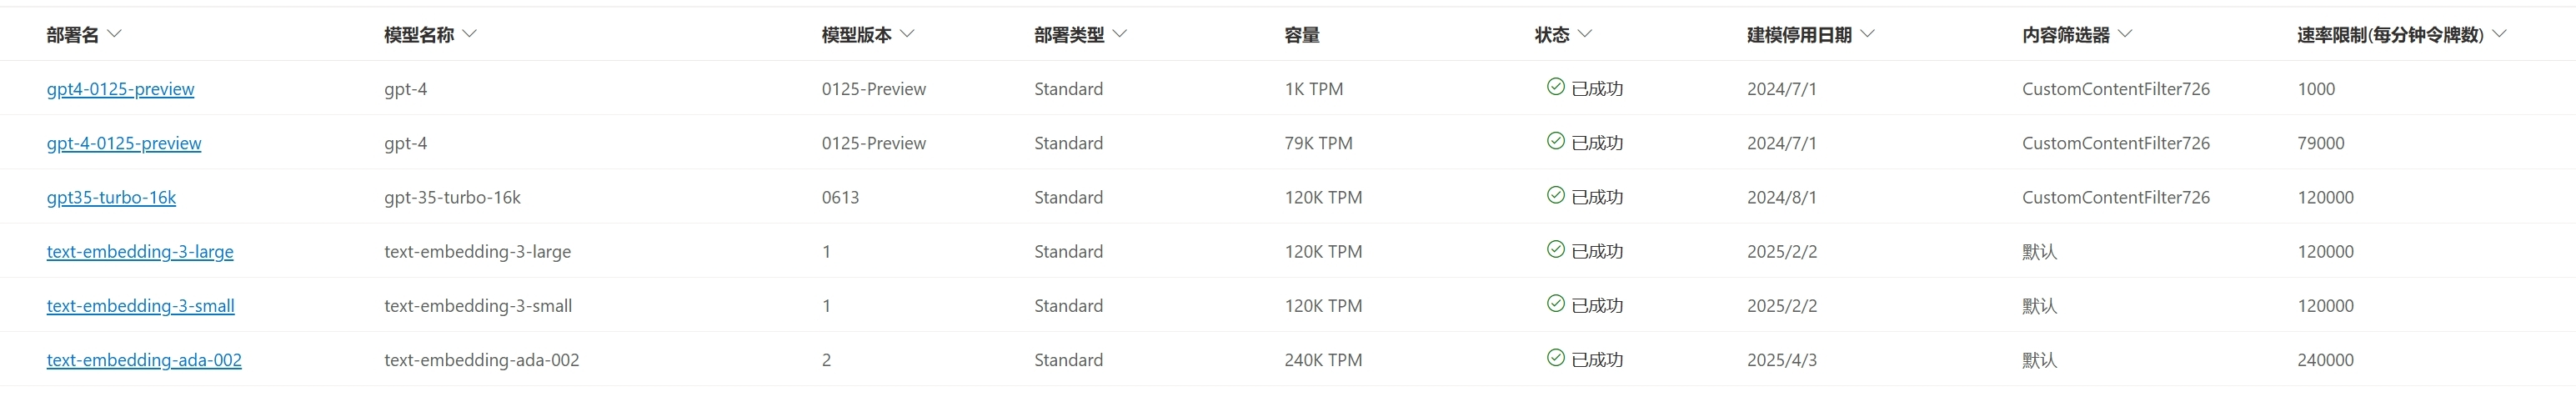 部署名 模型名称 模型版本 部署类型 容量 状态 建模停用日期 内容筛选器 速率限制(每分钟令牌数)
gpt4-0125-preview gpt-4 0125-Preview Standard 1K TPM 已成功 2024/7/1 CustomContentFilter726 1000
gpt-4-0125-preview gpt-4 0125-Preview Standard 79K TPM 已成功 2024/7/1 CustomContentFilter726 79000
gpt35-turbo-16k gpt-35-turbo-16k 0613 Standard 120K TPM 已成功 2024/8/1 CustomContentFilter726 120000
text-embedding-3-large text-embedding-3-large 1 Standard 120K TPM 已成功 2025/2/2 默认 120000
text-embedding-3-small text-embedding-3-small 1 Standard 120K TPM 已成功 2025/2/2 默认 120000
text-embedding-ada-002 text-embedding-ada-002 2 Standard 240K TPM 已成功 2025/4/3 默认 240000